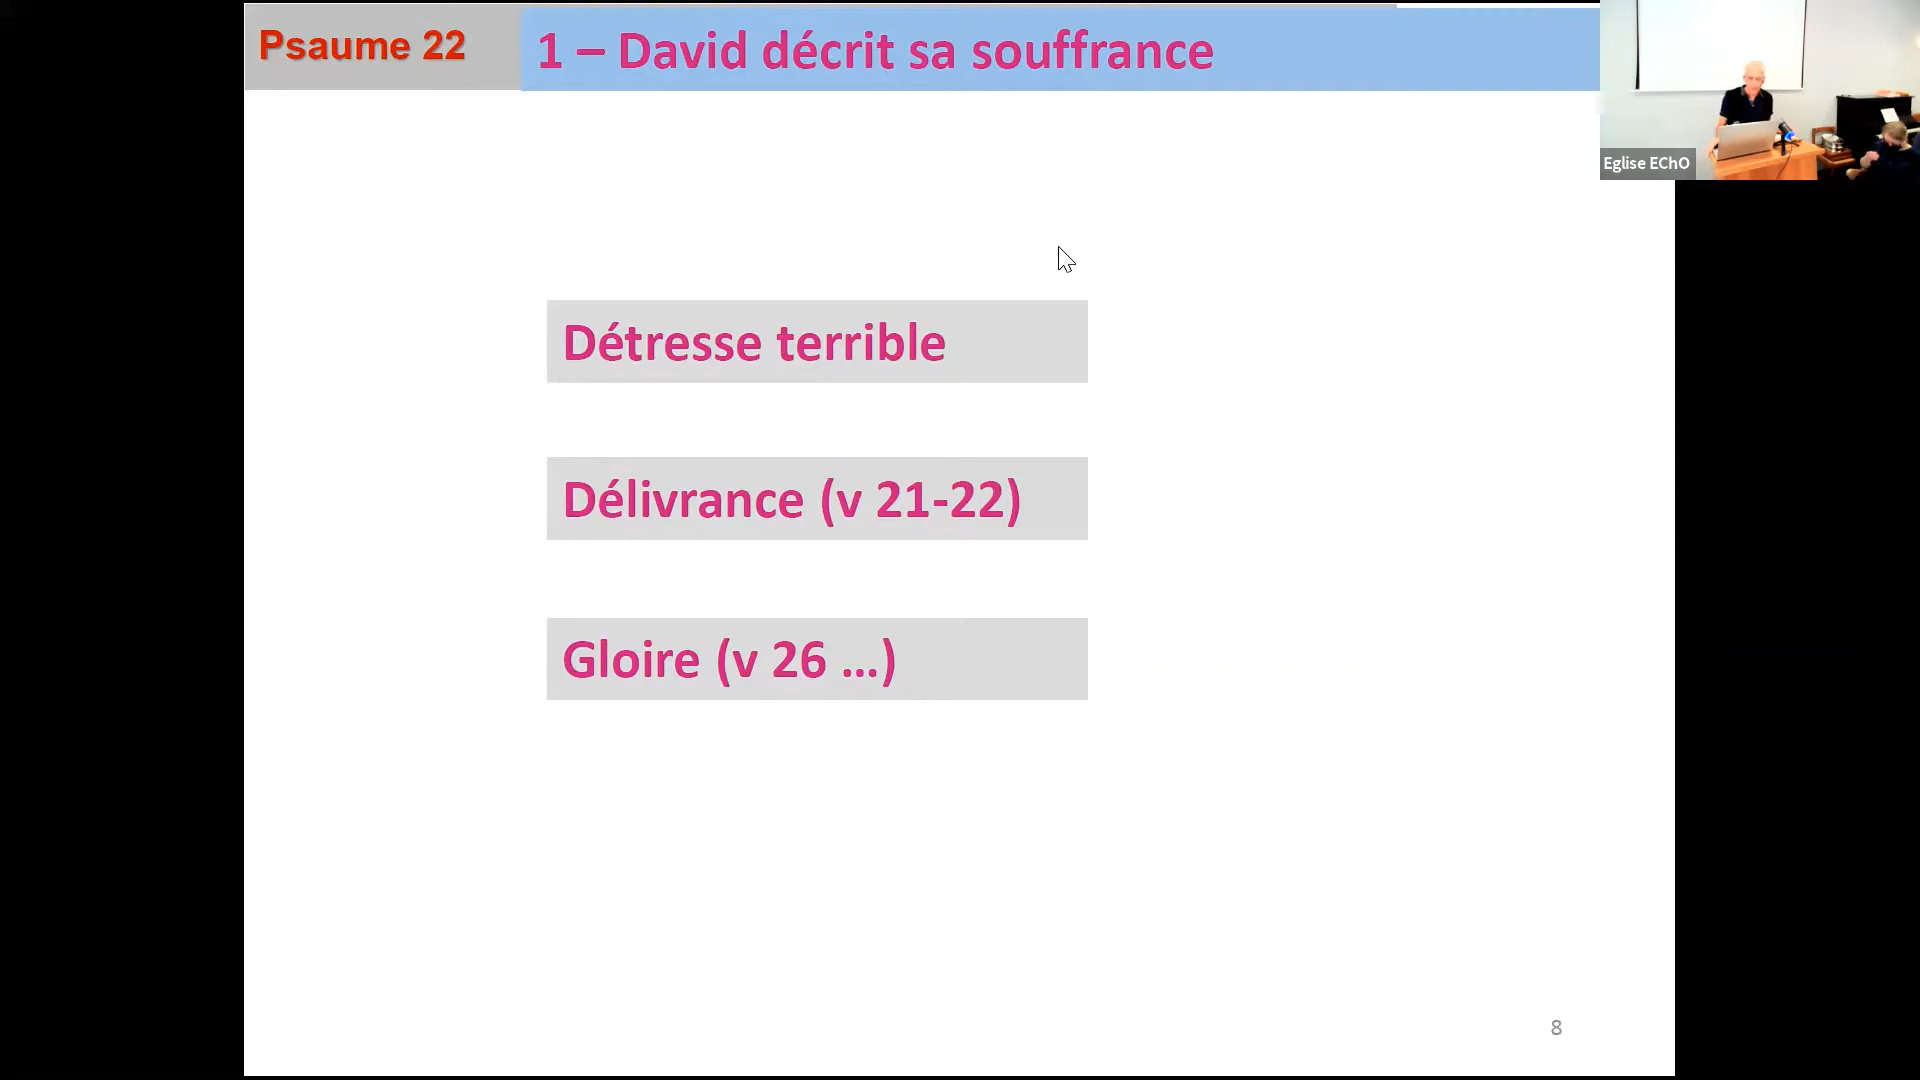 Psaume 22
1 – David décrit sa souffrance
Eglise EChO
Détresse terrible
Délivrance (v 21-22)
Gloire (v 26 ...)
8